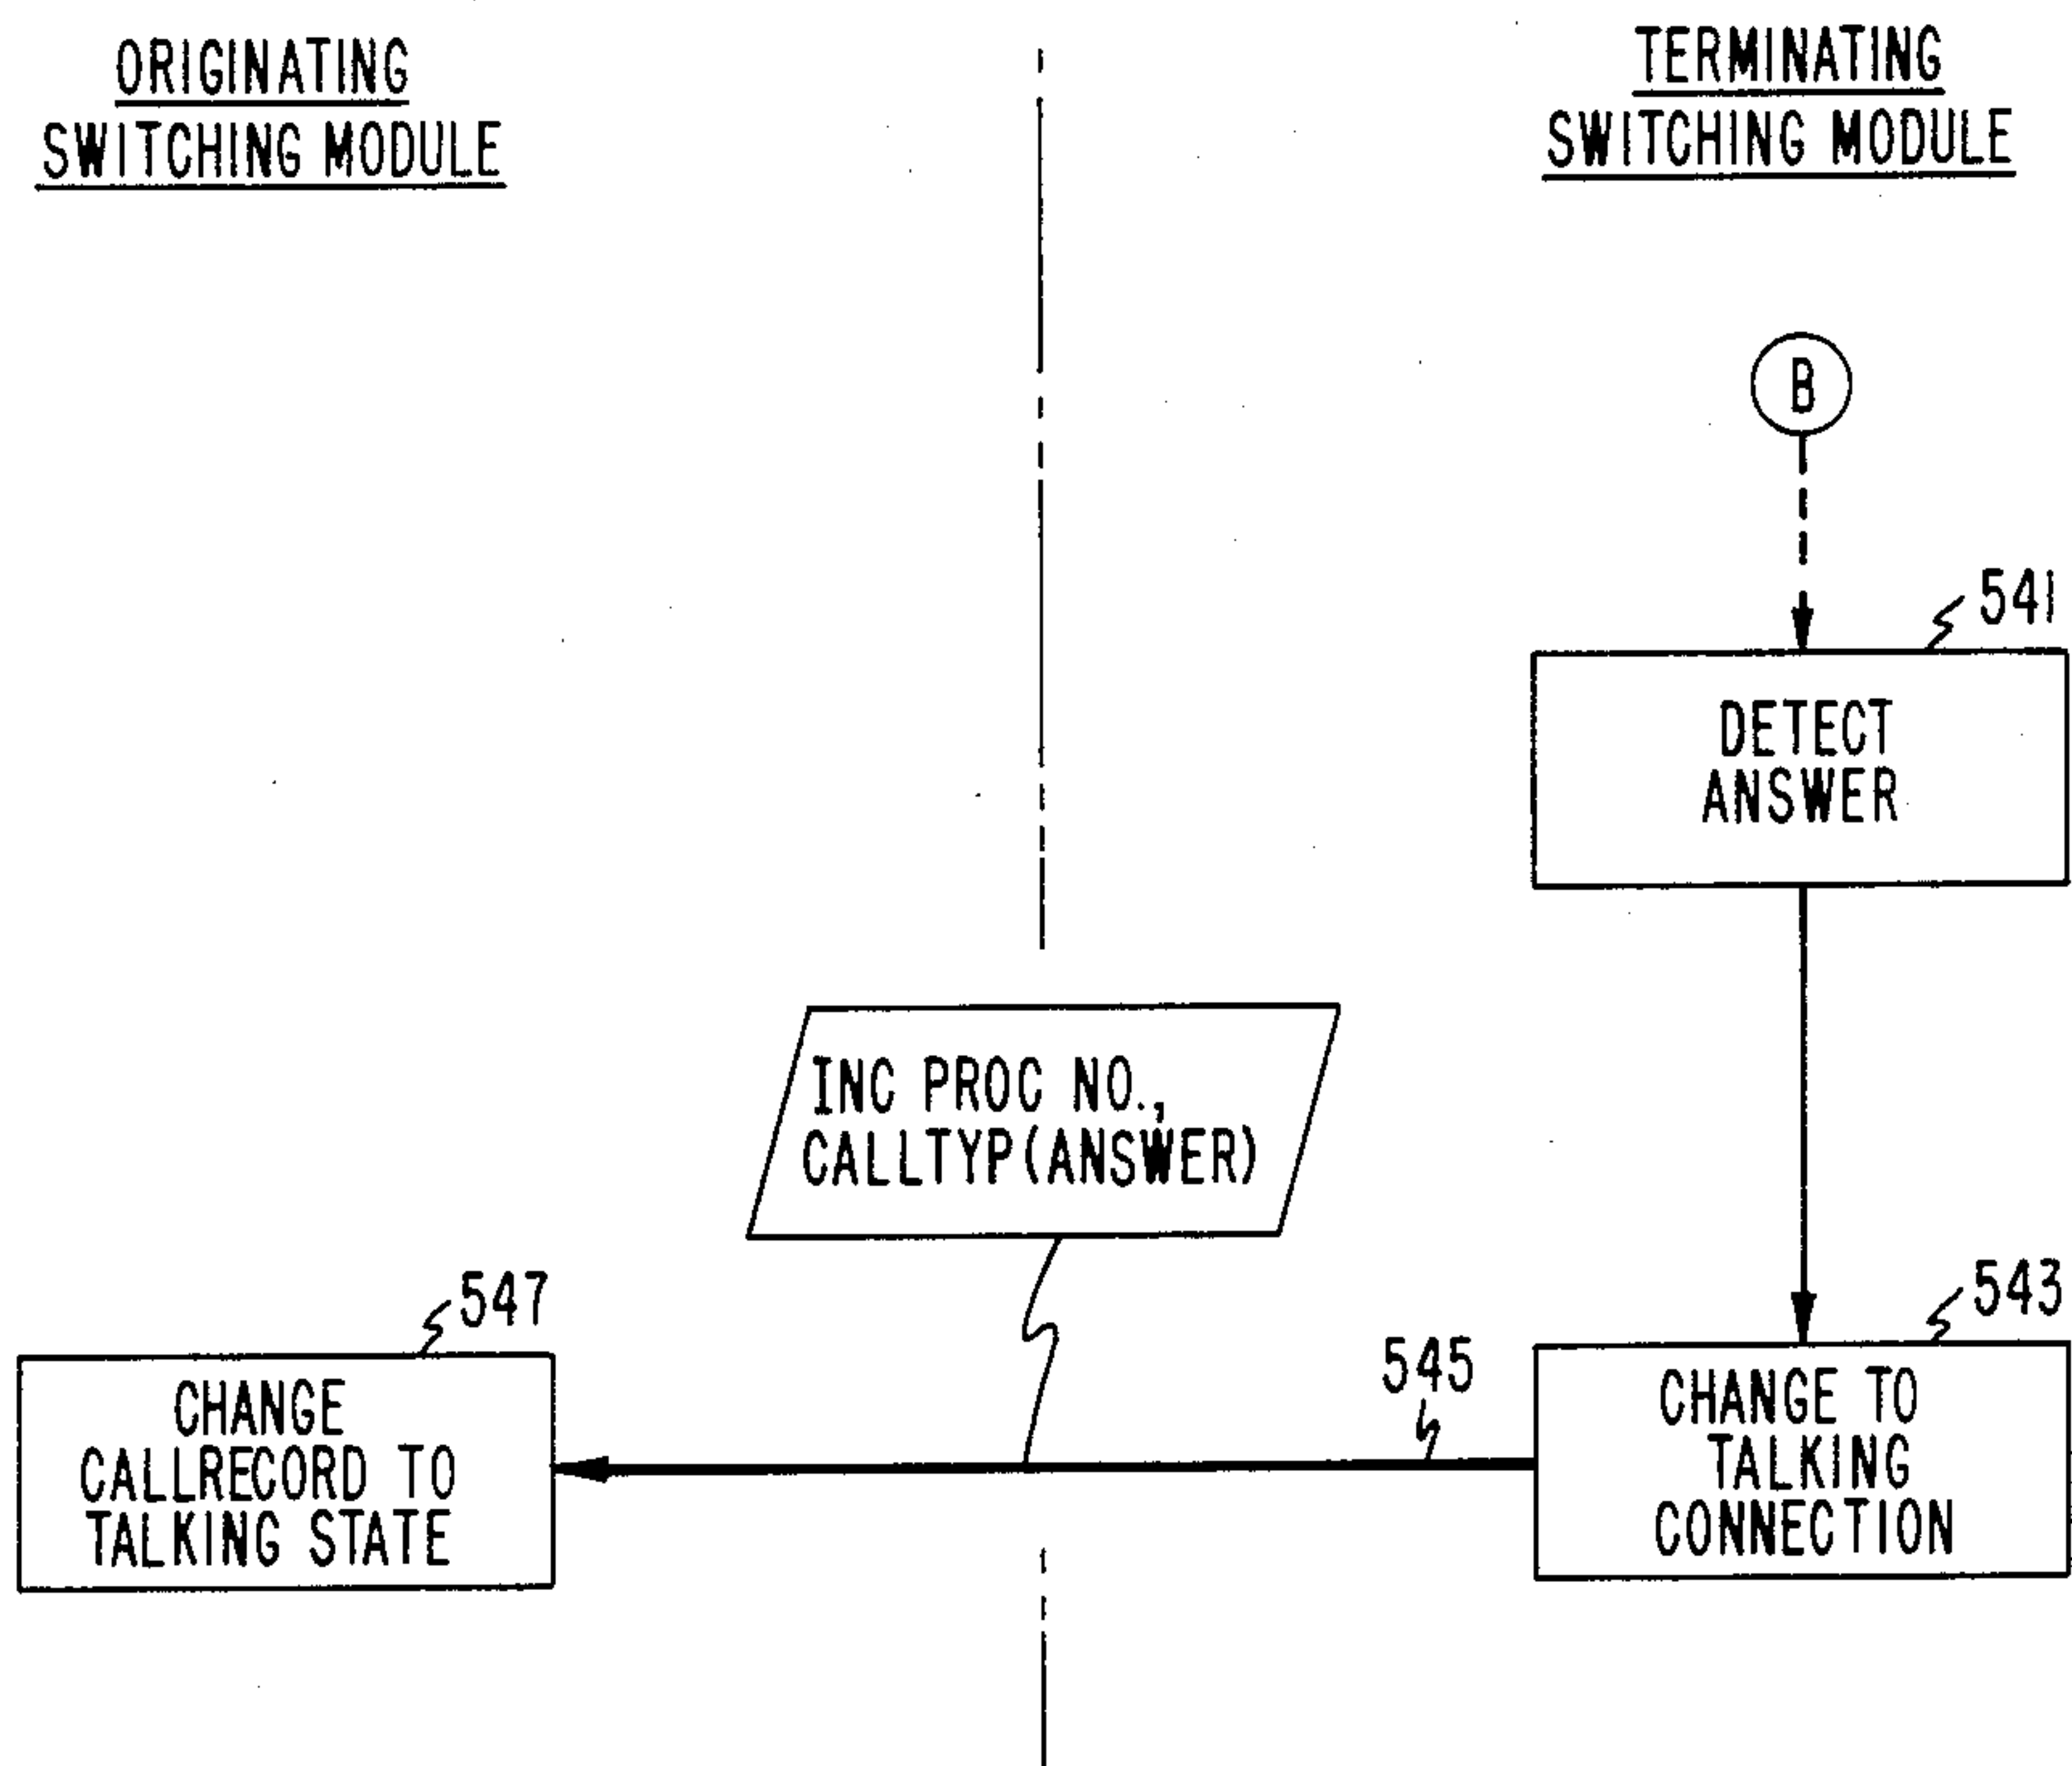 ORIGINATING
SWITCHING MODULE
TERMINATING
SWITCHING MODULE
B
541
DETECT
ANSWER
INC PROC NO.,
CALLTYP(ANSWER)
547
CHANGE
CALLRECORD TO
TALKING STATE
545
543
CHANGE TO
TALKING
CONNECTION